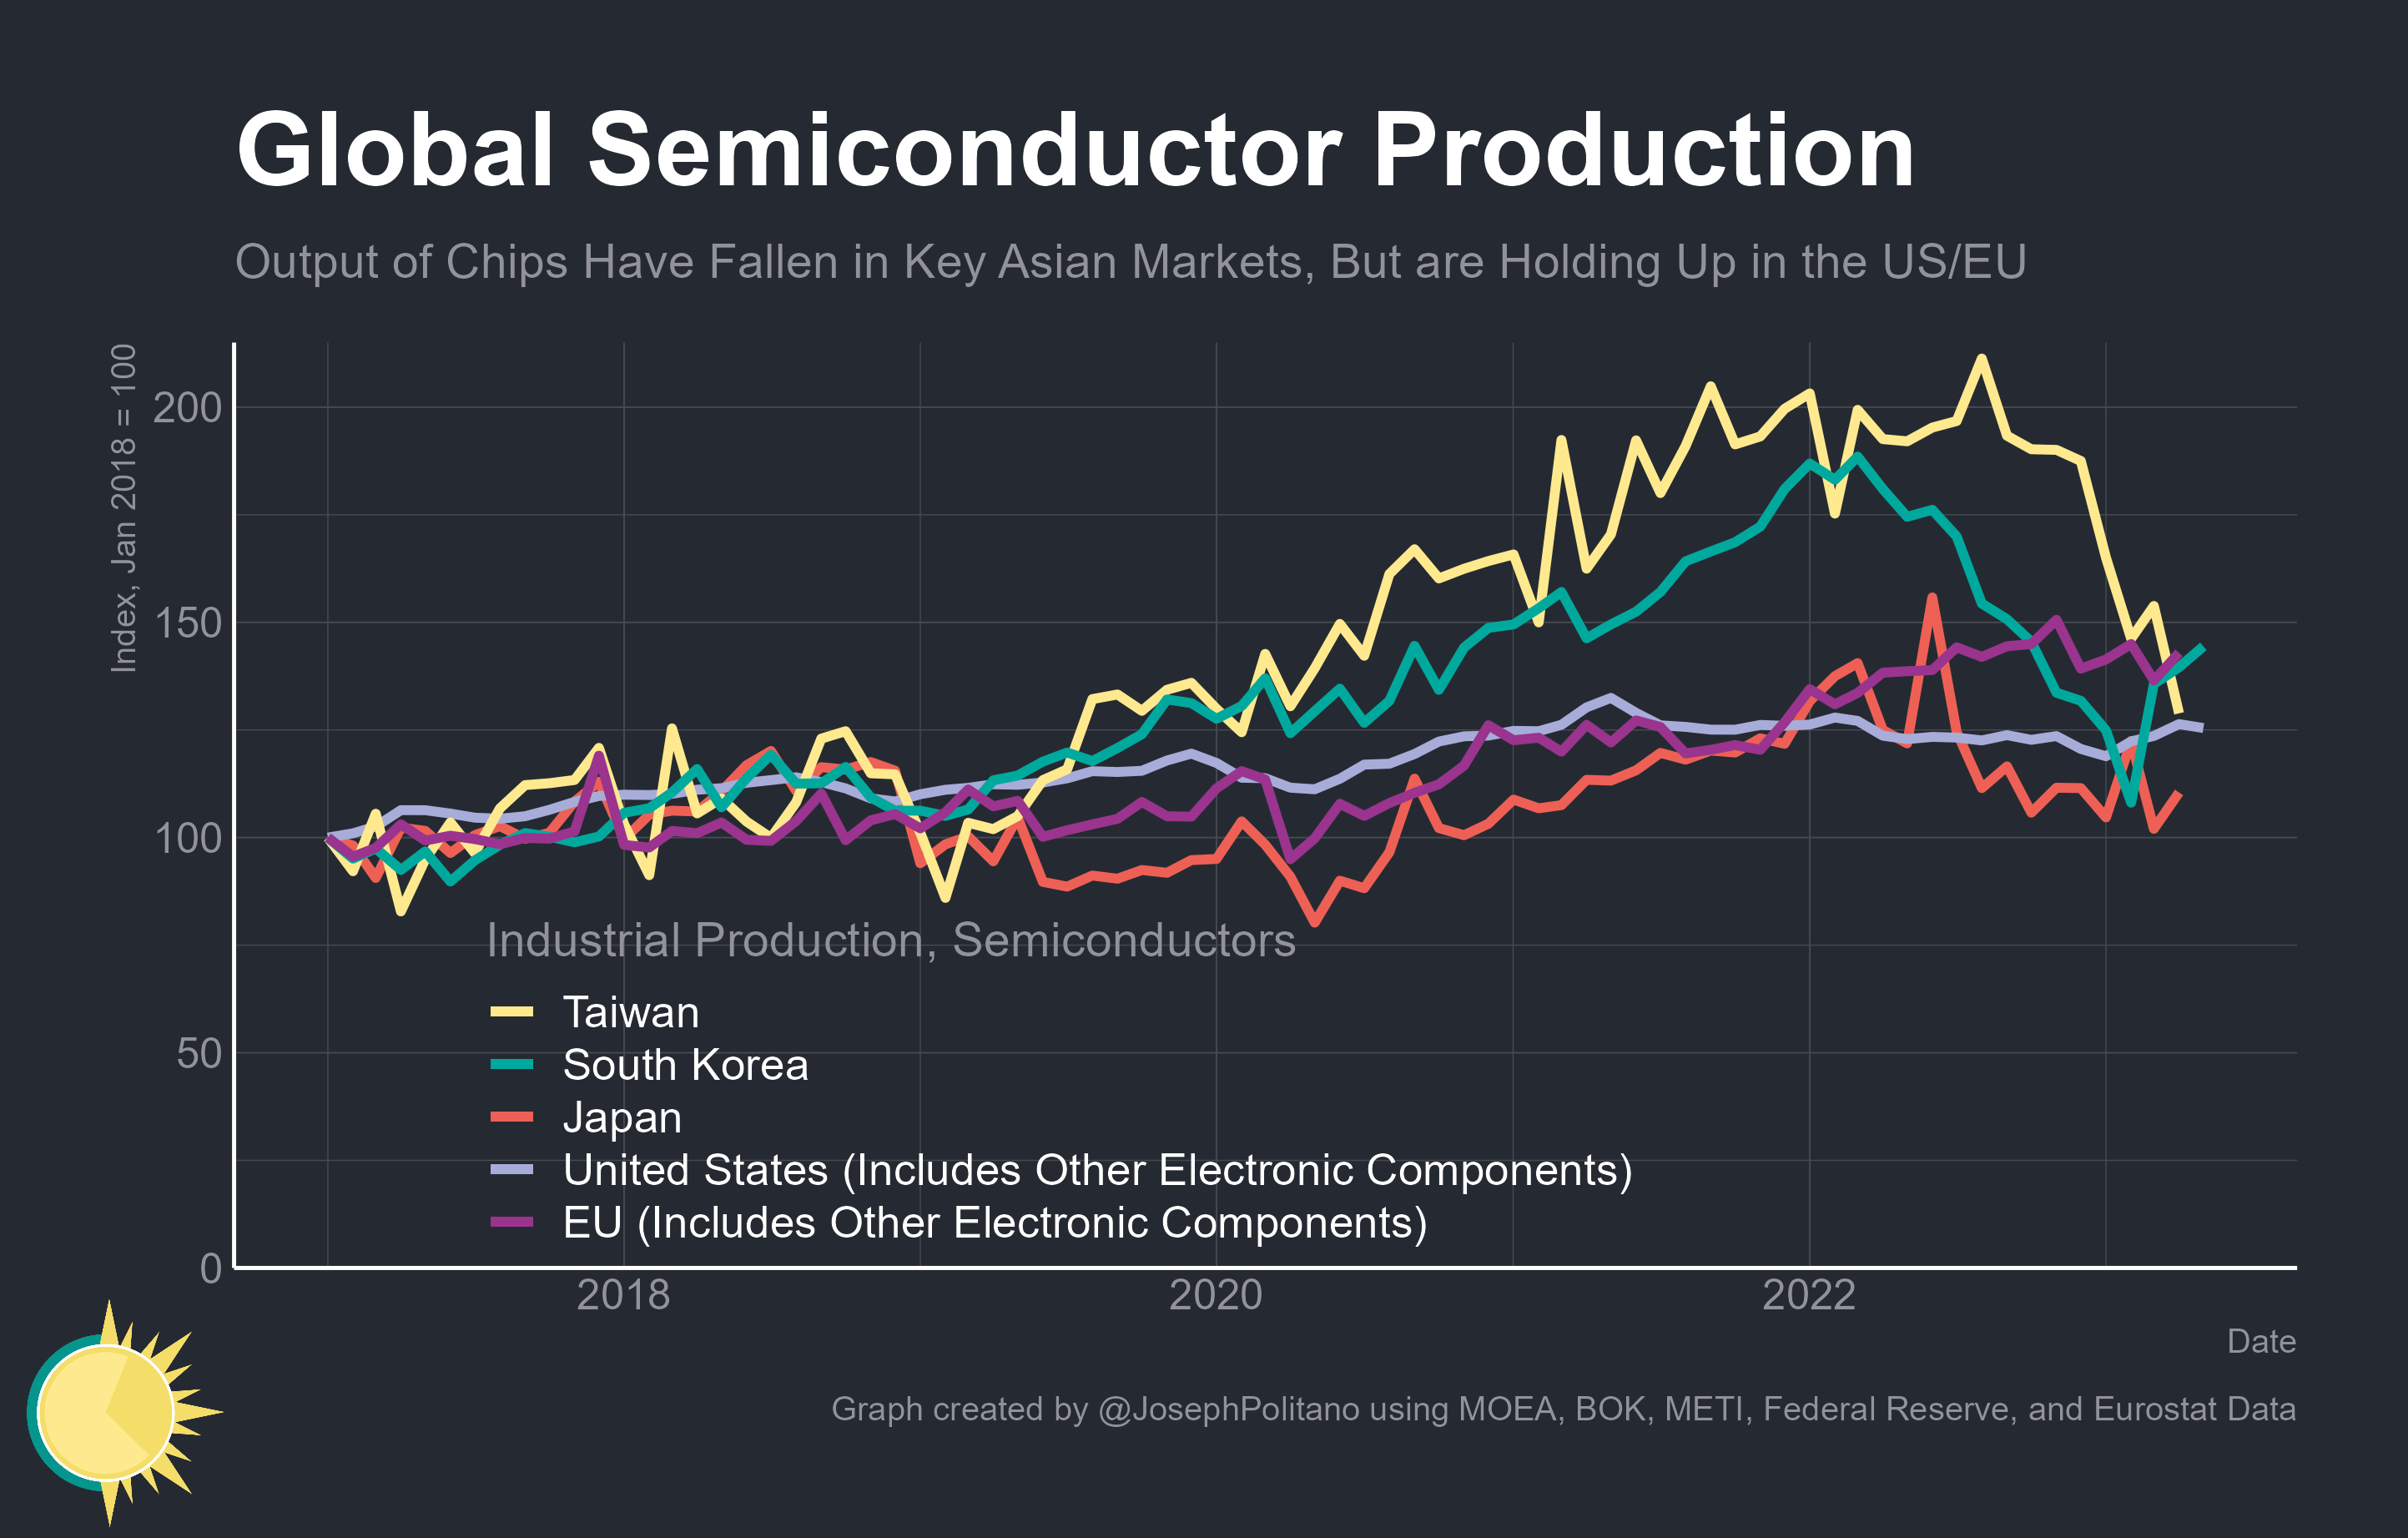 Global Semiconductor Production
Output of Chips Have Fallen in Key Asian Markets, But are Holding Up in the US/EU
Index, Jan 2018 = 100
200
150
100
50
0
Industrial Production, Semiconductors
Taiwan
South Korea
Japan
United States (Includes Other Electronic Components)
EU (Includes Other Electronic Components)
2018
2020
2022
Date
Graph created by @JosephPolitano using MOEA, BOK, METI, Federal Reserve, and Eurostat Data